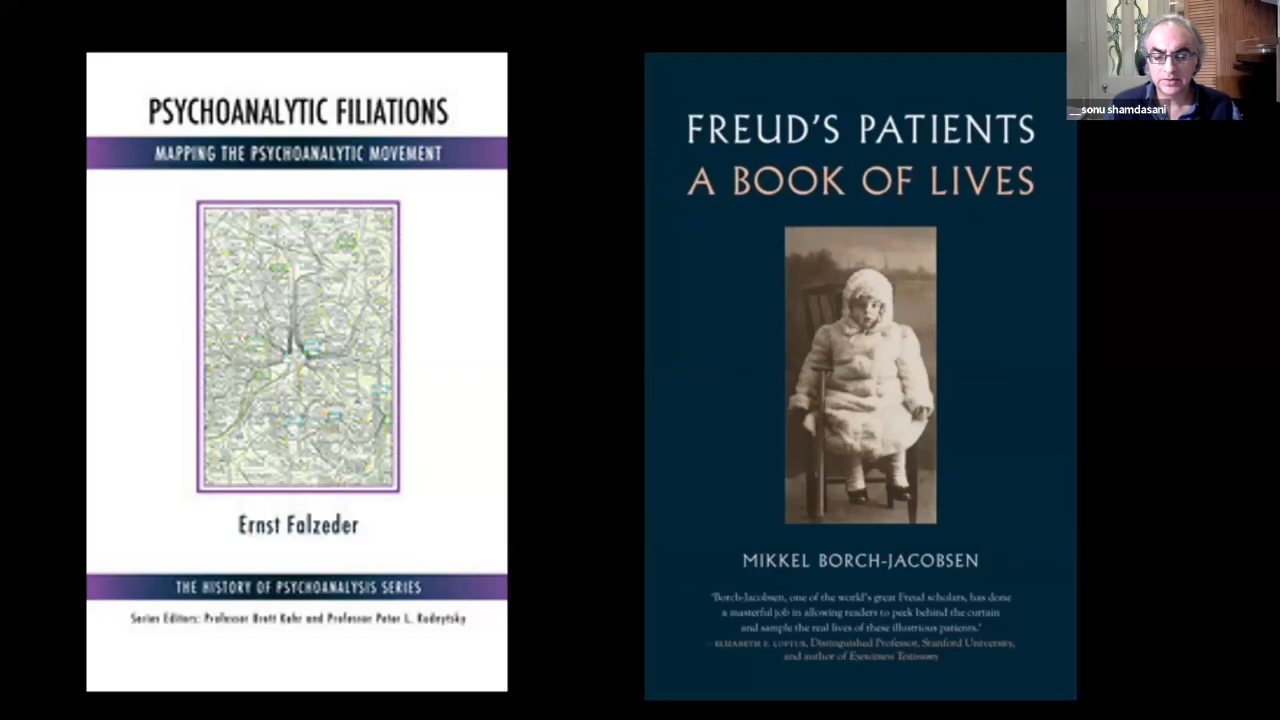 PSYCHOANALYTIC FILIATIONS
MAPPING THE PSYCHOANALYTIC MOVEMENT
Ernst Falzeder
THE HISTORY OF PSYCHOANALYSIS SERIES
Series Editors: Professor Brett Kahr and Professor Peter L. Rudnytsky
FREUD'S PATIENTS
A BOOK OF LIVES
MIKKEL BORCH-JACOBSEN
'Borch-Jacobsen, one of the world's great Freud scholars, has done
a masterful job in allowing readers to peek behind the curtain
and sample the real lives of these illustrious patients.'
– ELIZABETH F. LOFTUS, Distinguished Professor, Stanford University,
and author of Eyewitness Testimony
__sonu shamdasani